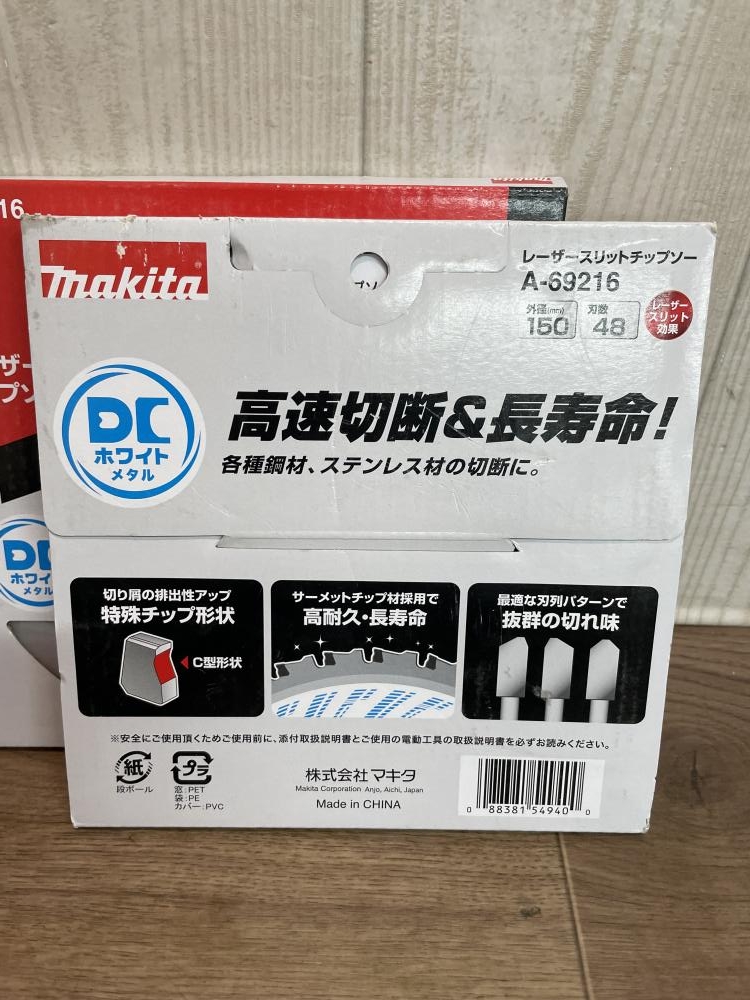 makita
レーザースリットチップソー
A-69216
外径(mm)
150
刃数
48
レーザー
スリット
効果
DC
ホワイト
メタル
高速切断&長寿命!
各種鋼材、ステンレス材の切断に。
切り屑の排出性アップ
特殊チップ形状
C型形状
サーメットチップ材採用で
高耐久・長寿命
最適な刃列パターンで
抜群の切れ味
※安全にご使用頂くためご使用前に、添付取扱説明書とご使用の電動工具の取扱説明書を必ずお読みください。
紙
段ボール
プラ
窓:PET
袋:PE
カバー:PVC
株式会社マキタ
Makita Corporation Anjo, Aichi, Japan
Made in CHINA
0 88381 54940 0
16
レーザー
プソ
DC
ホワイ
メタル